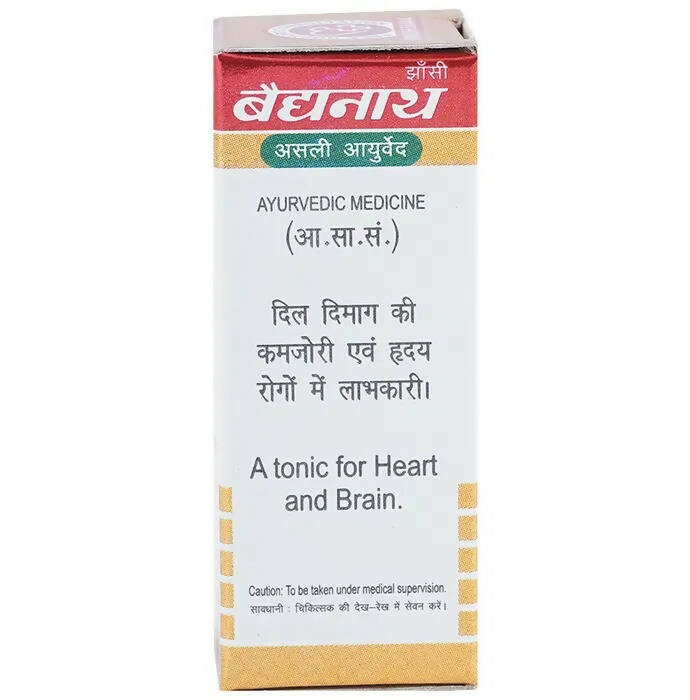 झाँसी
बैद्यनाथ
असली आयुर्वेद
AYURVEDIC MEDICINE
(आ.सा.सं.)
दिल दिमाग की
कमजोरी एवं हृदय
रोगों में लाभकारी।
A tonic for Heart
and Brain.
Caution: To be taken under medical supervision.
सावधानी : चिकित्सक की देख-रेख में सेवन करें।